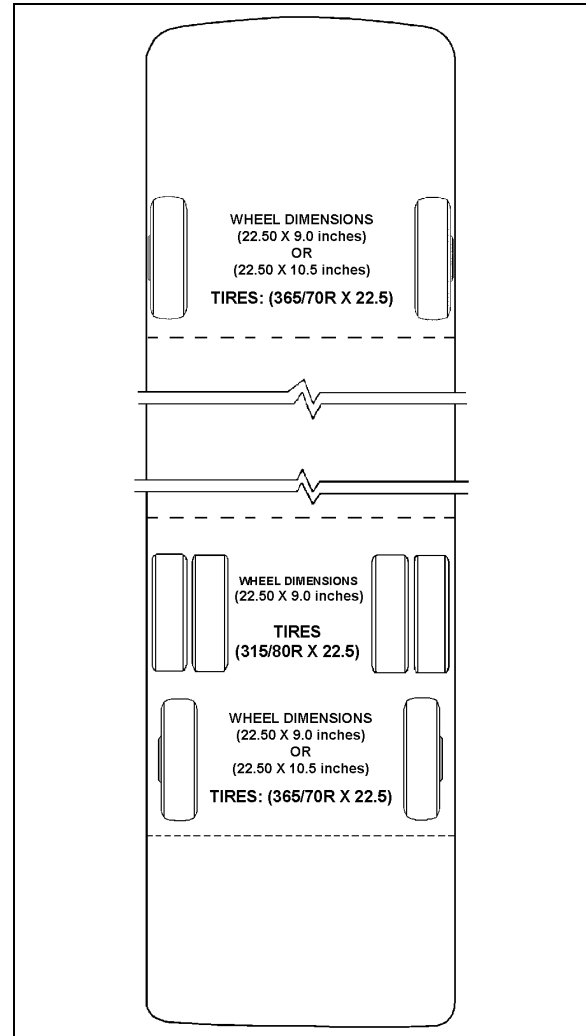 WHEEL DIMENSIONS
(22.50 X 9.0 inches)
OR
(22.50 X 10.5 inches)
TIRES: (365/70R X 22.5)
WHEEL DIMENSIONS
(22.50 X 9.0 inches)
TIRES
(315/80R X 22.5)
WHEEL DIMENSIONS
(22.50 X 9.0 inches)
OR
(22.50 X 10.5 inches)
TIRES: (365/70R X 22.5)